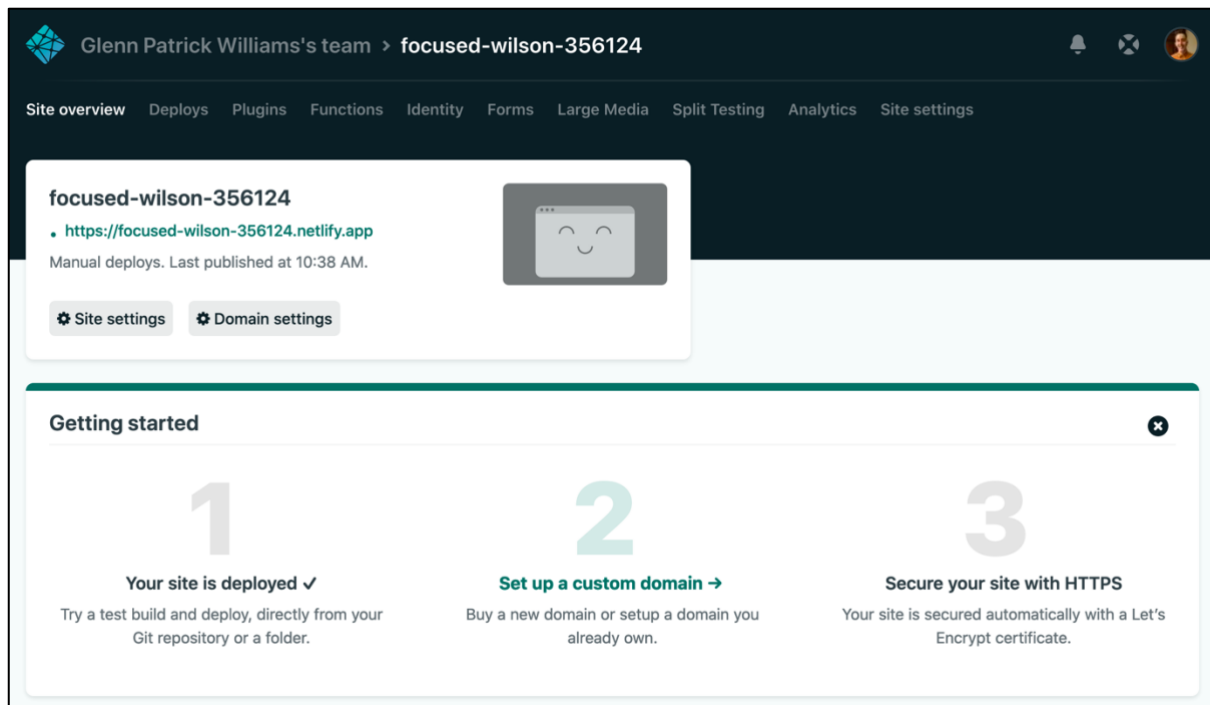 Glenn Patrick Williams's team > focused-wilson-356124
Site overview Deploys Plugins Functions Identity Forms Large Media Split Testing Analytics Site settings
focused-wilson-356124
https://focused-wilson-356124.netlify.app
Manual deploys. Last published at 10:38 AM.
Site settings Domain settings
Getting started
1
Your site is deployed ✓
Try a test build and deploy, directly from your
Git repository or a folder.
2
Set up a custom domain →
Buy a new domain or setup a domain you
already own.
3
Secure your site with HTTPS
Your site is secured automatically with a Let's
Encrypt certificate.